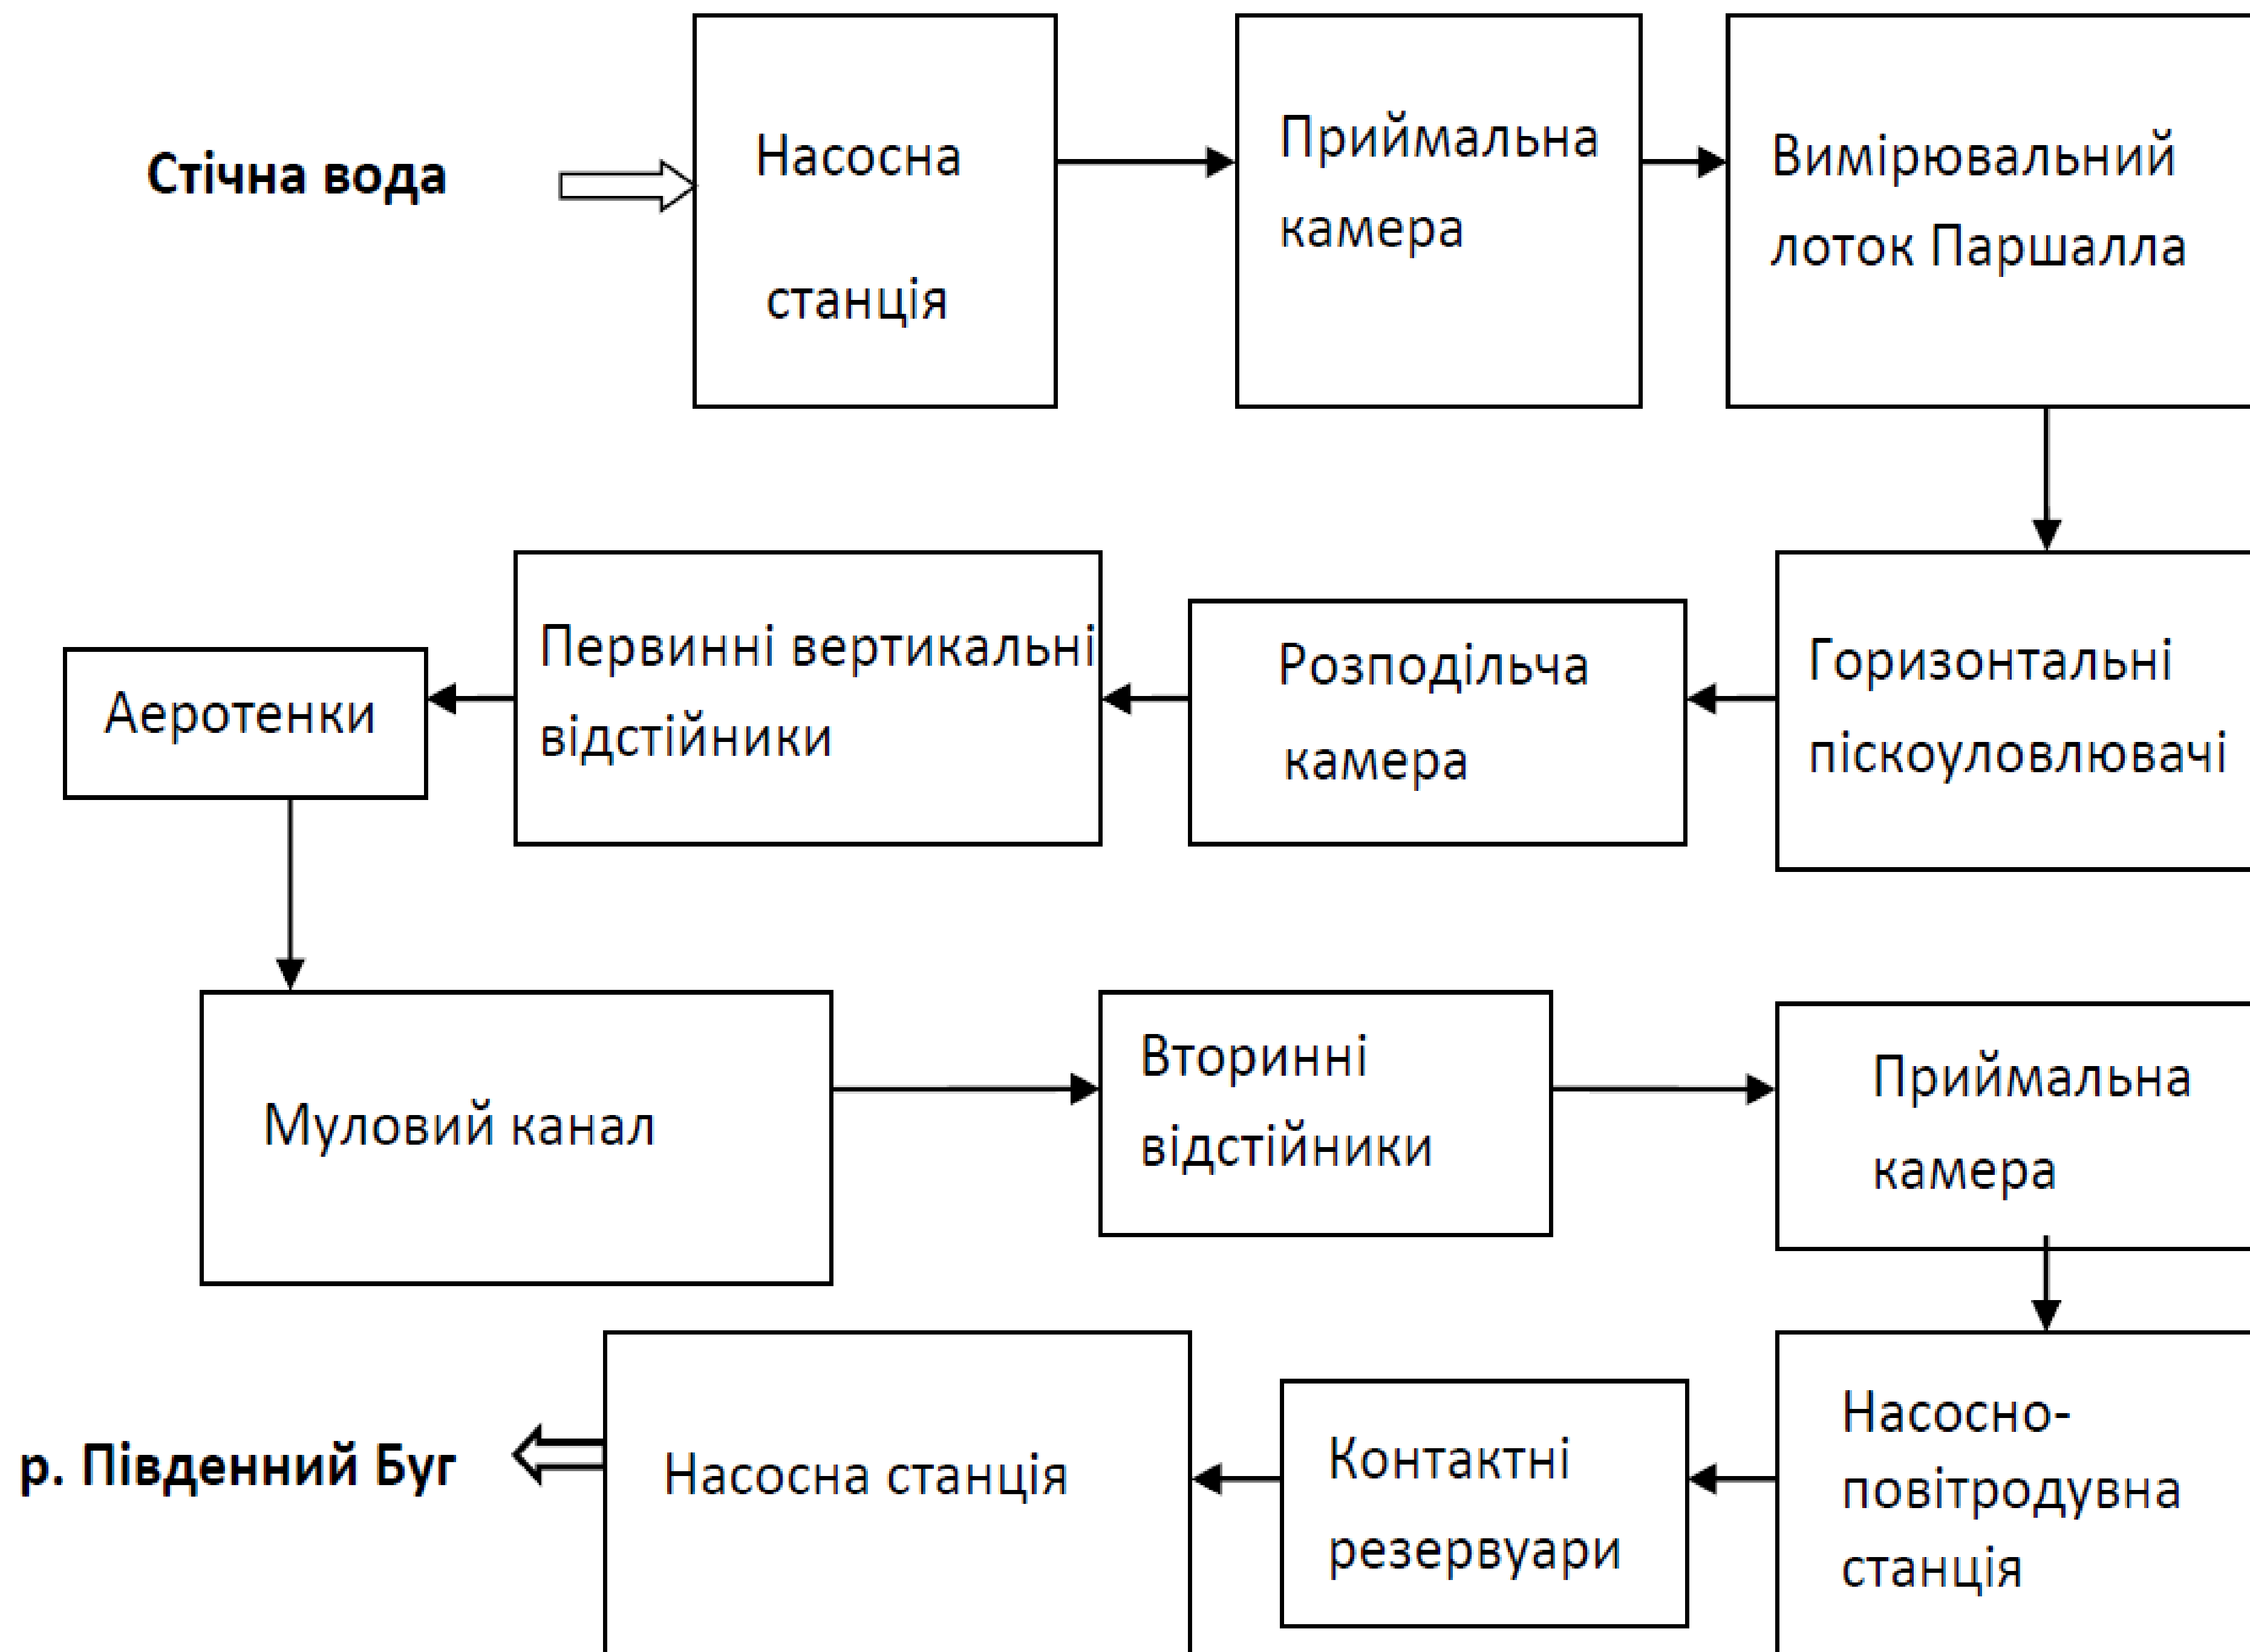 Стічна вода
Насосна
станція
Приймальна
камера
Вимірювальний
лоток Паршалла
Горизонтальні
піскоуловлювачі
Розподільча
камера
Первинні вертикальні
відстійники
Аеротенки
Муловий канал
Вторинні
відстійники
Приймальна
камера
Насосно-
повітродувна
станція
Контактні
резервуари
Насосна станція
р. Південний Буг